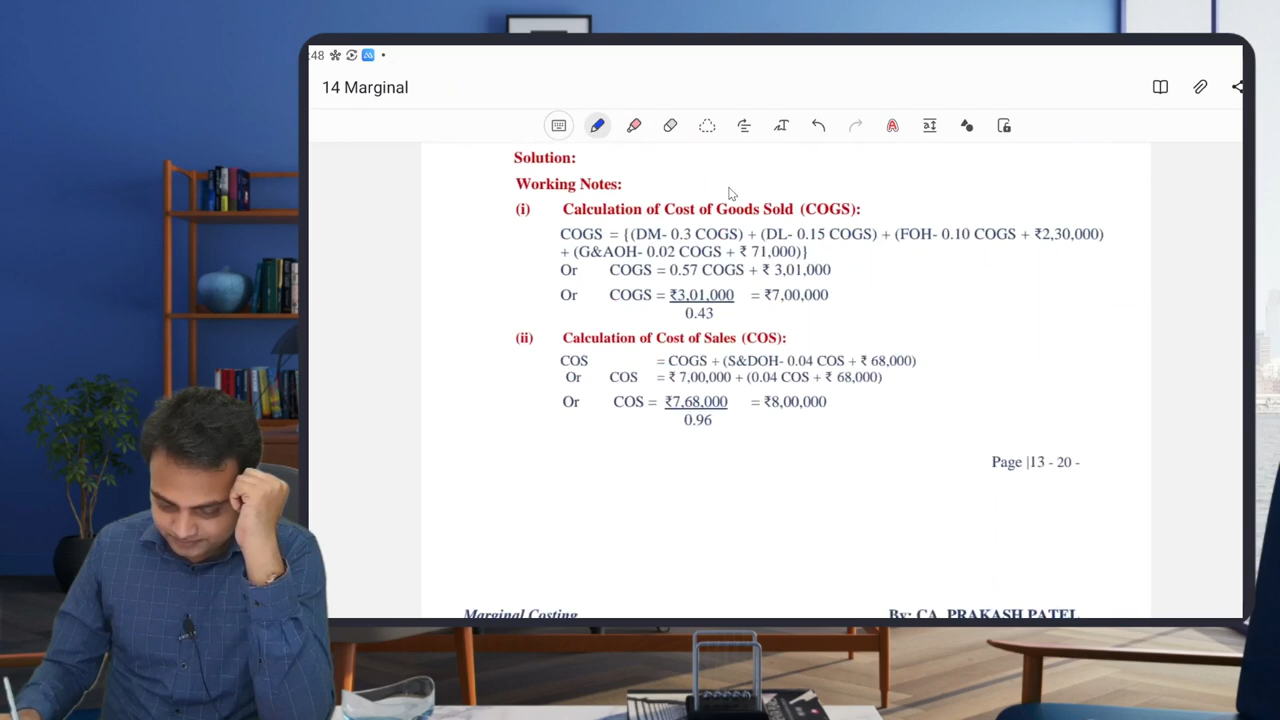 :48
14 Marginal
Solution:
Working Notes:
(i) Calculation of Cost of Goods Sold (COGS):
COGS = {(DM- 0.3 COGS) + (DL- 0.15 COGS) + (FOH- 0.10 COGS + ₹2,30,000)
+ (G&AOH- 0.02 COGS + ₹ 71,000)}
Or COGS = 0.57 COGS + ₹ 3,01,000
Or COGS = ₹3,01,000 = ₹7,00,000
0.43
(ii) Calculation of Cost of Sales (COS):
COS = COGS + (S&DOH- 0.04 COS + ₹ 68,000)
Or COS = ₹ 7,00,000 + (0.04 COS + ₹ 68,000)
Or COS = ₹7,68,000 = ₹8,00,000
0.96
Page |13 - 20 -
Marginal Costing By: CA. PRAKASH PATEL